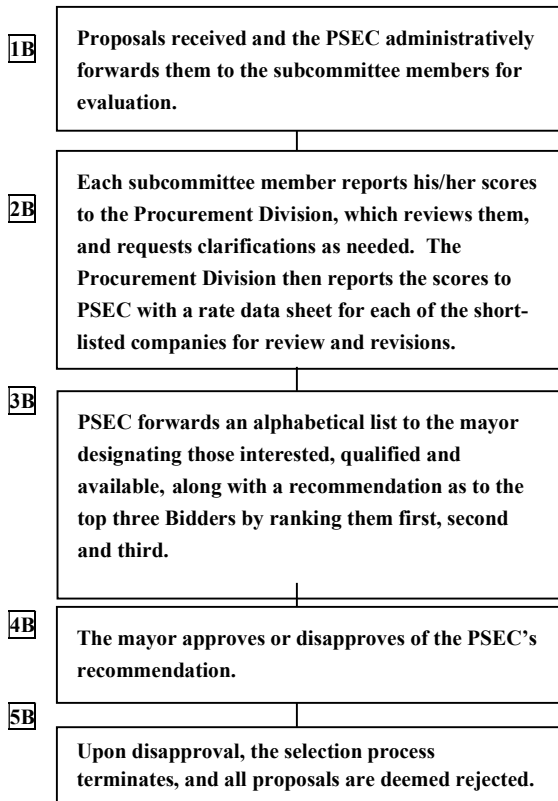 1B
Proposals received and the PSEC administratively
forwards them to the subcommittee members for
evaluation.
2B
Each subcommittee member reports his/her scores
to the Procurement Division, which reviews them,
and requests clarifications as needed. The
Procurement Division then reports the scores to
PSEC with a rate data sheet for each of the short-
listed companies for review and revisions.
3B
PSEC forwards an alphabetical list to the mayor
designating those interested, qualified and
available, along with a recommendation as to the
top three Bidders by ranking them first, second
and third.
4B
The mayor approves or disapproves of the PSEC's
recommendation.
5B
Upon disapproval, the selection process
terminates, and all proposals are deemed rejected.